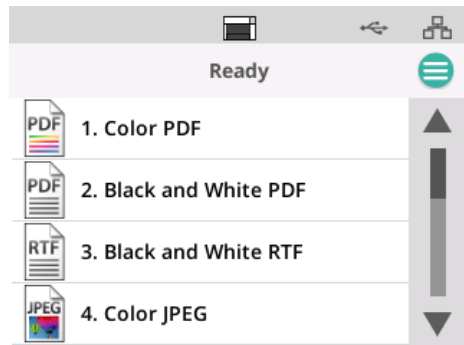 Ready
PDF
1. Color PDF
PDF
2. Black and White PDF
RTF
3. Black and White RTF
JPEG
4. Color JPEG